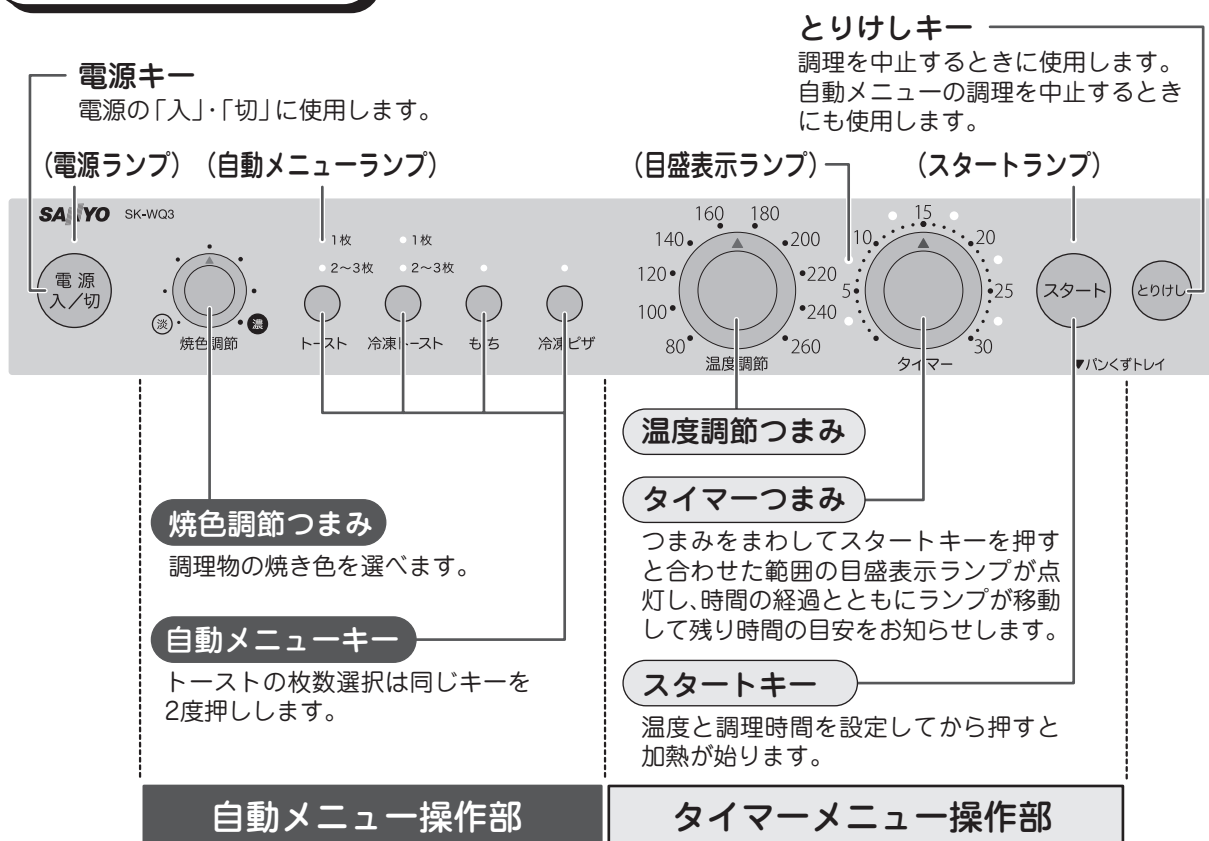 とりけしキー
調理を中止するときに使用します。
自動メニューの調理を中止するとき
にも使用します。
電源キー
電源の「入」・「切」に使用します。
(電源ランプ) (自動メニューランプ) (目盛表示ランプ) (スタートランプ)
SANYO SK-WQ3
電源
入/切
淡
濃
焼色調節
1枚
2〜3枚
トースト
1枚
2〜3枚
冷凍トースト
もち
冷凍ピザ
160 180
140 200
120 220
100 240
80 260
温度調節
15
10 20
5 25
30
タイマー
スタート
とりけし
▼パンくずトレイ
温度調節つまみ
タイマーつまみ
つまみをまわしてスタートキーを押す
と合わせた範囲の目盛表示ランプが点
灯し、時間の経過とともにランプが移動
して残り時間の目安をお知らせします。
スタートキー
温度と調理時間を設定してから押すと
加熱が始ります。
焼色調節つまみ
調理物の焼き色を選べます。
自動メニューキー
トーストの枚数選択は同じキーを
2度押しします。
自動メニュー操作部
タイマーメニュー操作部